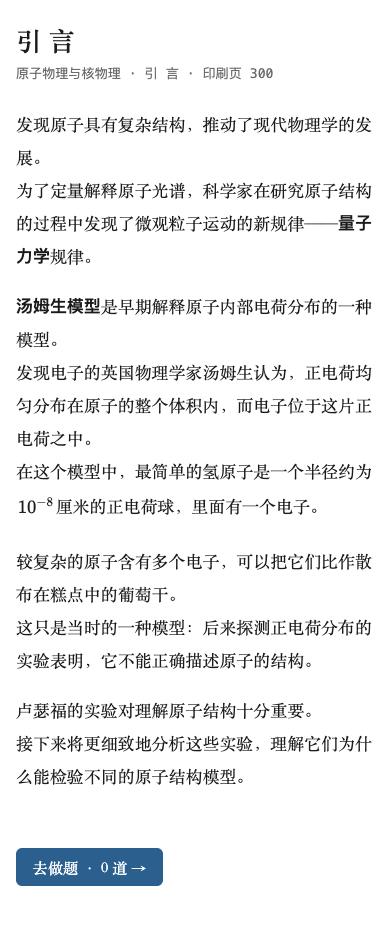 引 言
原子物理与核物理 · 引 言 · 印刷页 300
发现原子具有复杂结构，推动了现代物理学的发
展。
为了定量解释原子光谱，科学家在研究原子结构
的过程中发现了微观粒子运动的新规律——量子
力学规律。
汤姆生模型是早期解释原子内部电荷分布的一种
模型。
发现电子的英国物理学家汤姆生认为，正电荷均
匀分布在原子的整个体积内，而电子位于这片正
电荷之中。
在这个模型中，最简单的氢原子是一个半径约为
10⁻⁸ 厘米的正电荷球，里面有一个电子。
较复杂的原子含有多个电子，可以把它们比作散
布在糕点中的葡萄干。
这只是当时的一种模型：后来探测正电荷分布的
实验表明，它不能正确描述原子的结构。
卢瑟福的实验对理解原子结构十分重要。
接下来将更细致地分析这些实验，理解它们为什
么能检验不同的原子结构模型。
去做题 · 0 道 →